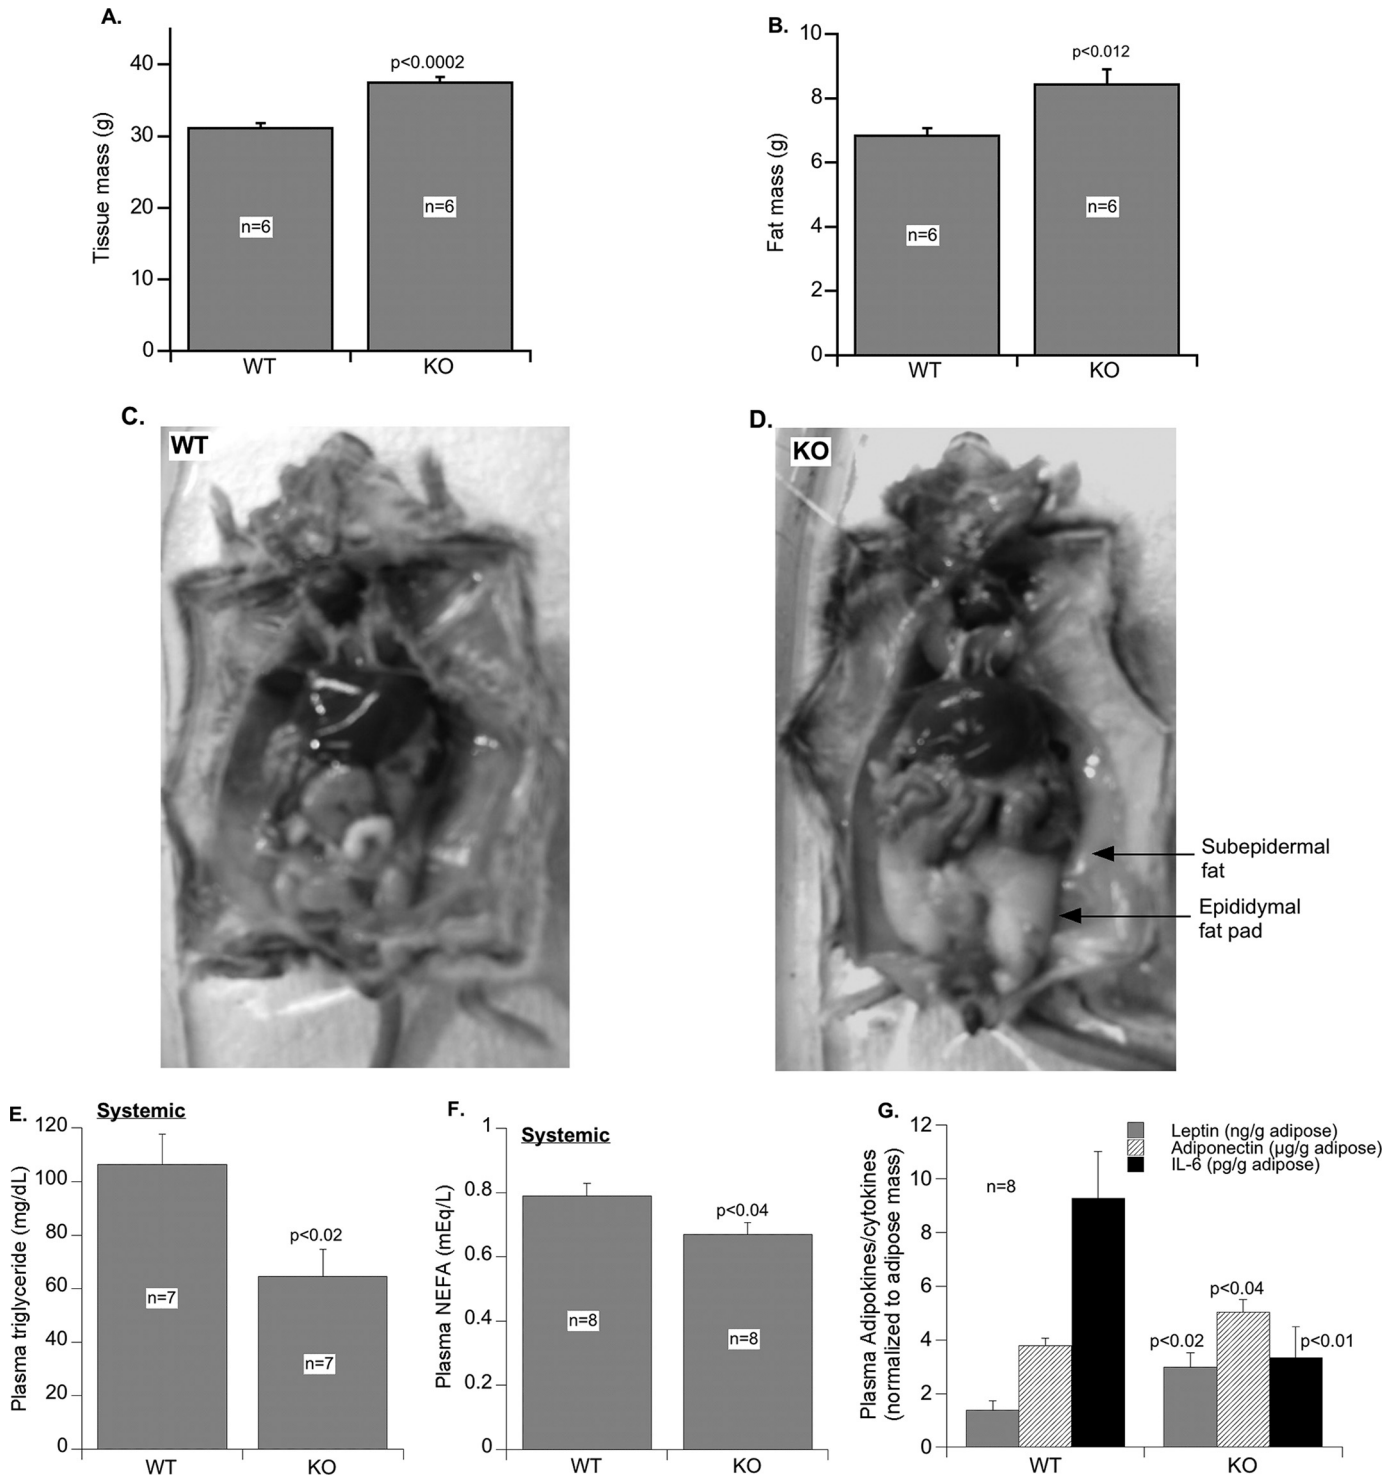 A.
Tissue mass (g)
40
30
20
10
0
p<0.0002
n=6
n=6
WT
KO
B.
Fat mass (g)
10
8
6
4
2
0
p<0.012
n=6
n=6
WT
KO
C.
WT
D.
KO
Subepidermal
fat
Epididymal
fat pad
E.
Systemic
Plasma triglyceride (mg/dL)
120
100
80
60
40
20
0
p<0.02
n=7
n=7
WT
KO
F.
Systemic
Plasma NEFA (mEq/L)
1
0.8
0.6
0.4
0.2
0
p<0.04
n=8
n=8
WT
KO
G.
Plasma Adipokines/cytokines
(normalized to adipose mass)
12
10
8
6
4
2
0
Leptin (ng/g adipose)
Adiponectin (µg/g adipose)
IL-6 (pg/g adipose)
n=8
p<0.04
p<0.02
p<0.01
WT
KO